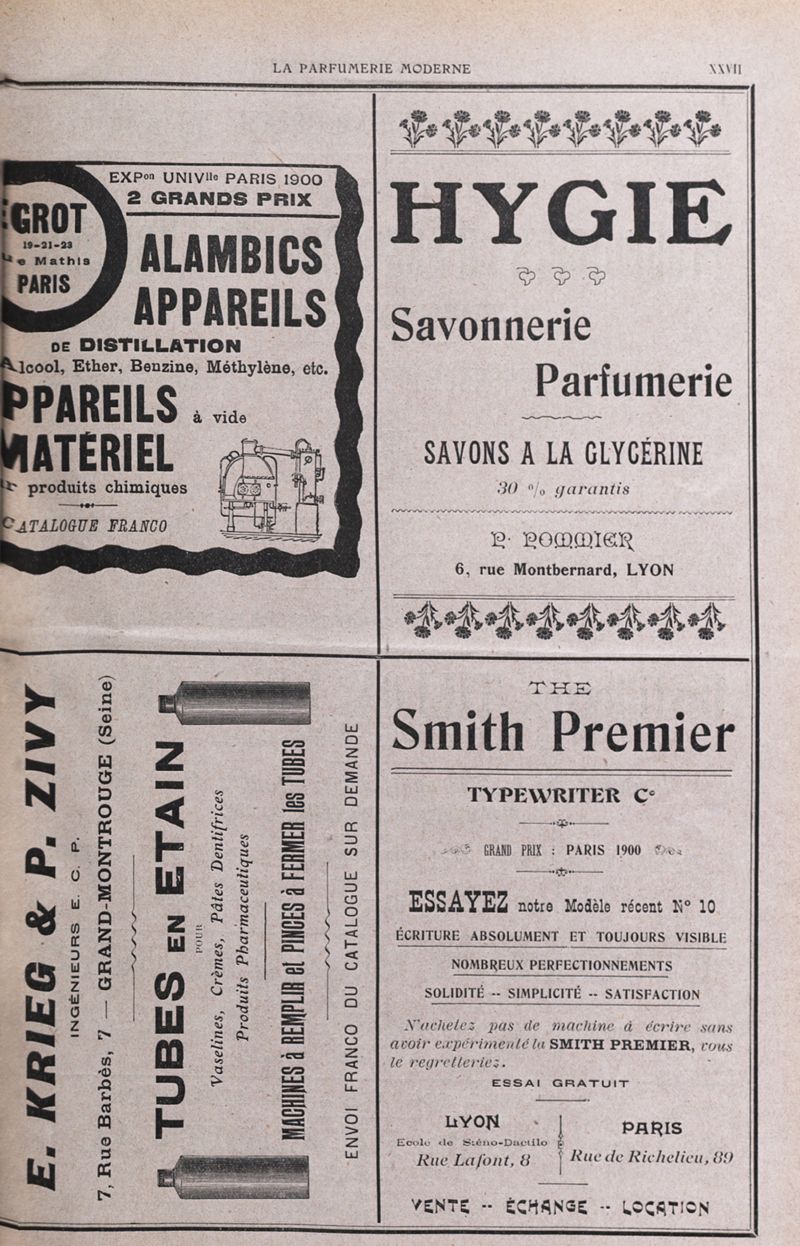 LA PARFUMERIE MODERNE
XXVII
EXPon UNIVlle PARIS 1900
2 GRANDS PRIX
EGROT
19-21-23
Mathis
PARIS
ALAMBICS
APPAREILS
DE DISTILLATION
Alcool, Ether, Benzine, Méthylène, etc.
APPAREILS à vide
MATÉRIEL
produits chimiques
CATALOGUE FRANCO
HYGIE
Savonnerie
Parfumerie
SAVONS A LA GLYCÉRINE
30 % garantis
P. POMMIER
6, rue Montbernard, LYON
E. KRIEG & P. ZIVY
INGÉNIEURS E. C. P.
7, Rue Barbès, 7 — GRAND-MONTROUGE (Seine)
TUBES EN ETAIN
POUR
Vaselines, Crèmes, Pâtes Dentifrices
Produits Pharmaceutiques
MACHINES à REMPLIR et PINCES à FERMER les TUBES
ENVOI FRANCO DU CATALOGUE SUR DEMANDE
THE
Smith Premier
TYPEWRITER Co
GRAND PRIX : PARIS 1900
ESSAYEZ notre Modèle récent N° 10
ÉCRITURE ABSOLUMENT ET TOUJOURS VISIBLE
NOMBREUX PERFECTIONNEMENTS
SOLIDITÉ -- SIMPLICITÉ -- SATISFACTION
N'achetez pas de machine à écrire sans
avoir expérimenté la SMITH PREMIER, vous
le regretteriez.
ESSAI GRATUIT
LYON
Ecole de Sténo-Dactilo
Rue Lafont, 8
PARIS
Rue de Richelieu, 89
VENTE -- ÉCHANGE -- LOCATION